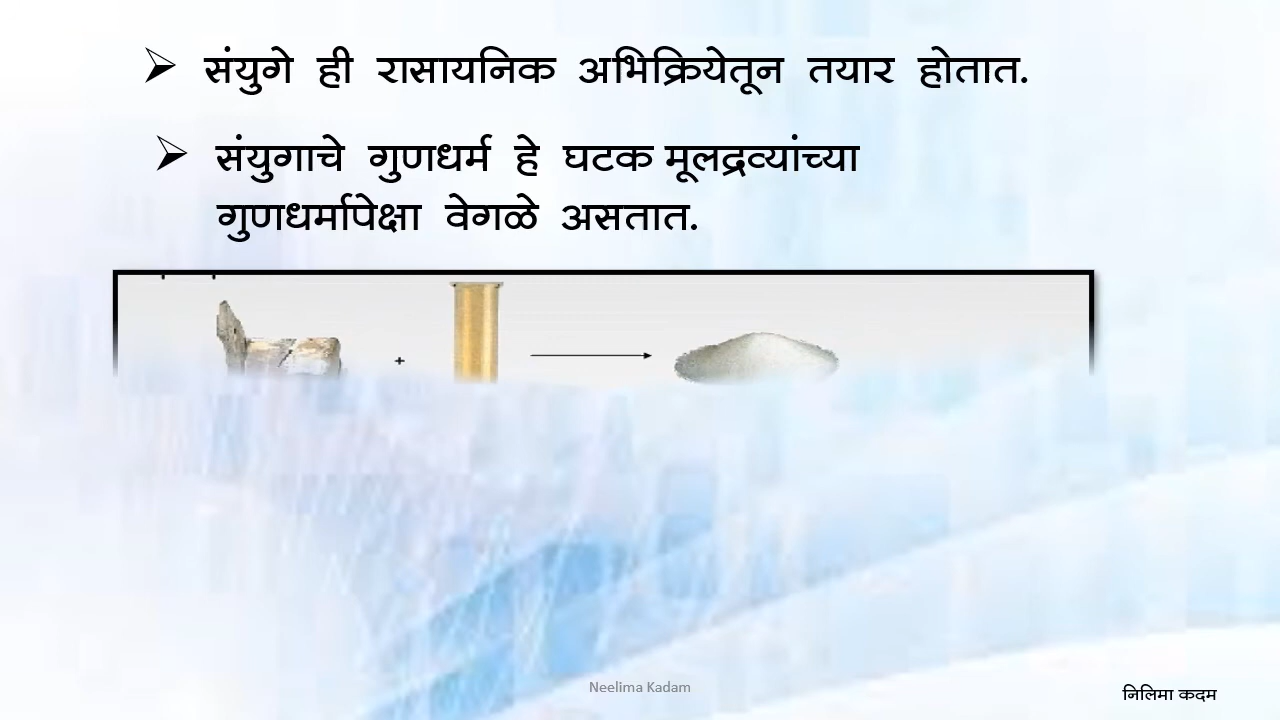 संयुगे ही रासायनिक अभिक्रियेतून तयार होतात.
संयुगाचे गुणधर्म हे घटक मूलद्रव्यांच्या
गुणधर्मापेक्षा वेगळे असतात.
+
Neelima Kadam
निलिमा कदम